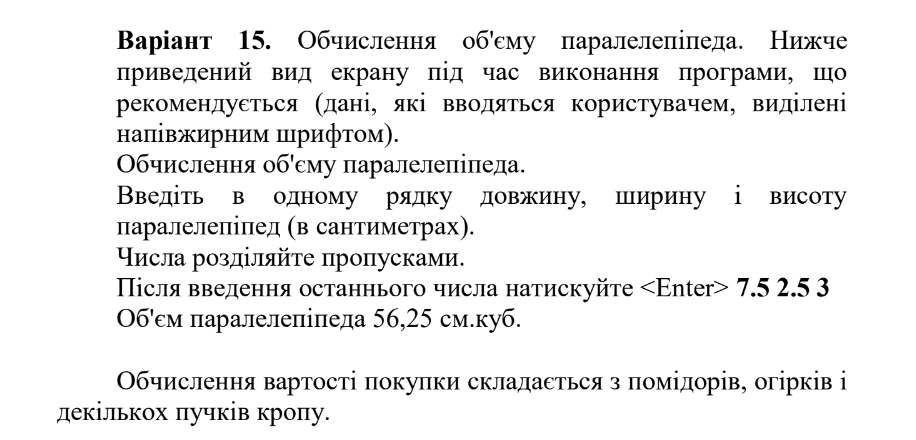 Варіант 15. Обчислення об'єму паралелепіпеда. Нижче
приведений вид екрану під час виконання програми, що
рекомендується (дані, які вводяться користувачем, виділені
напівжирним шрифтом).
Обчислення об'єму паралелепіпеда.
Введіть в одному рядку довжину, ширину і висоту
паралелепіпед (в сантиметрах).
Числа розділяйте пропусками.
Після введення останнього числа натискуйте <Enter> 7.5 2.5 3
Об'єм паралелепіпеда 56,25 см.куб.
Обчислення вартості покупки складається з помідорів, огірків і
декількох пучків кропу.